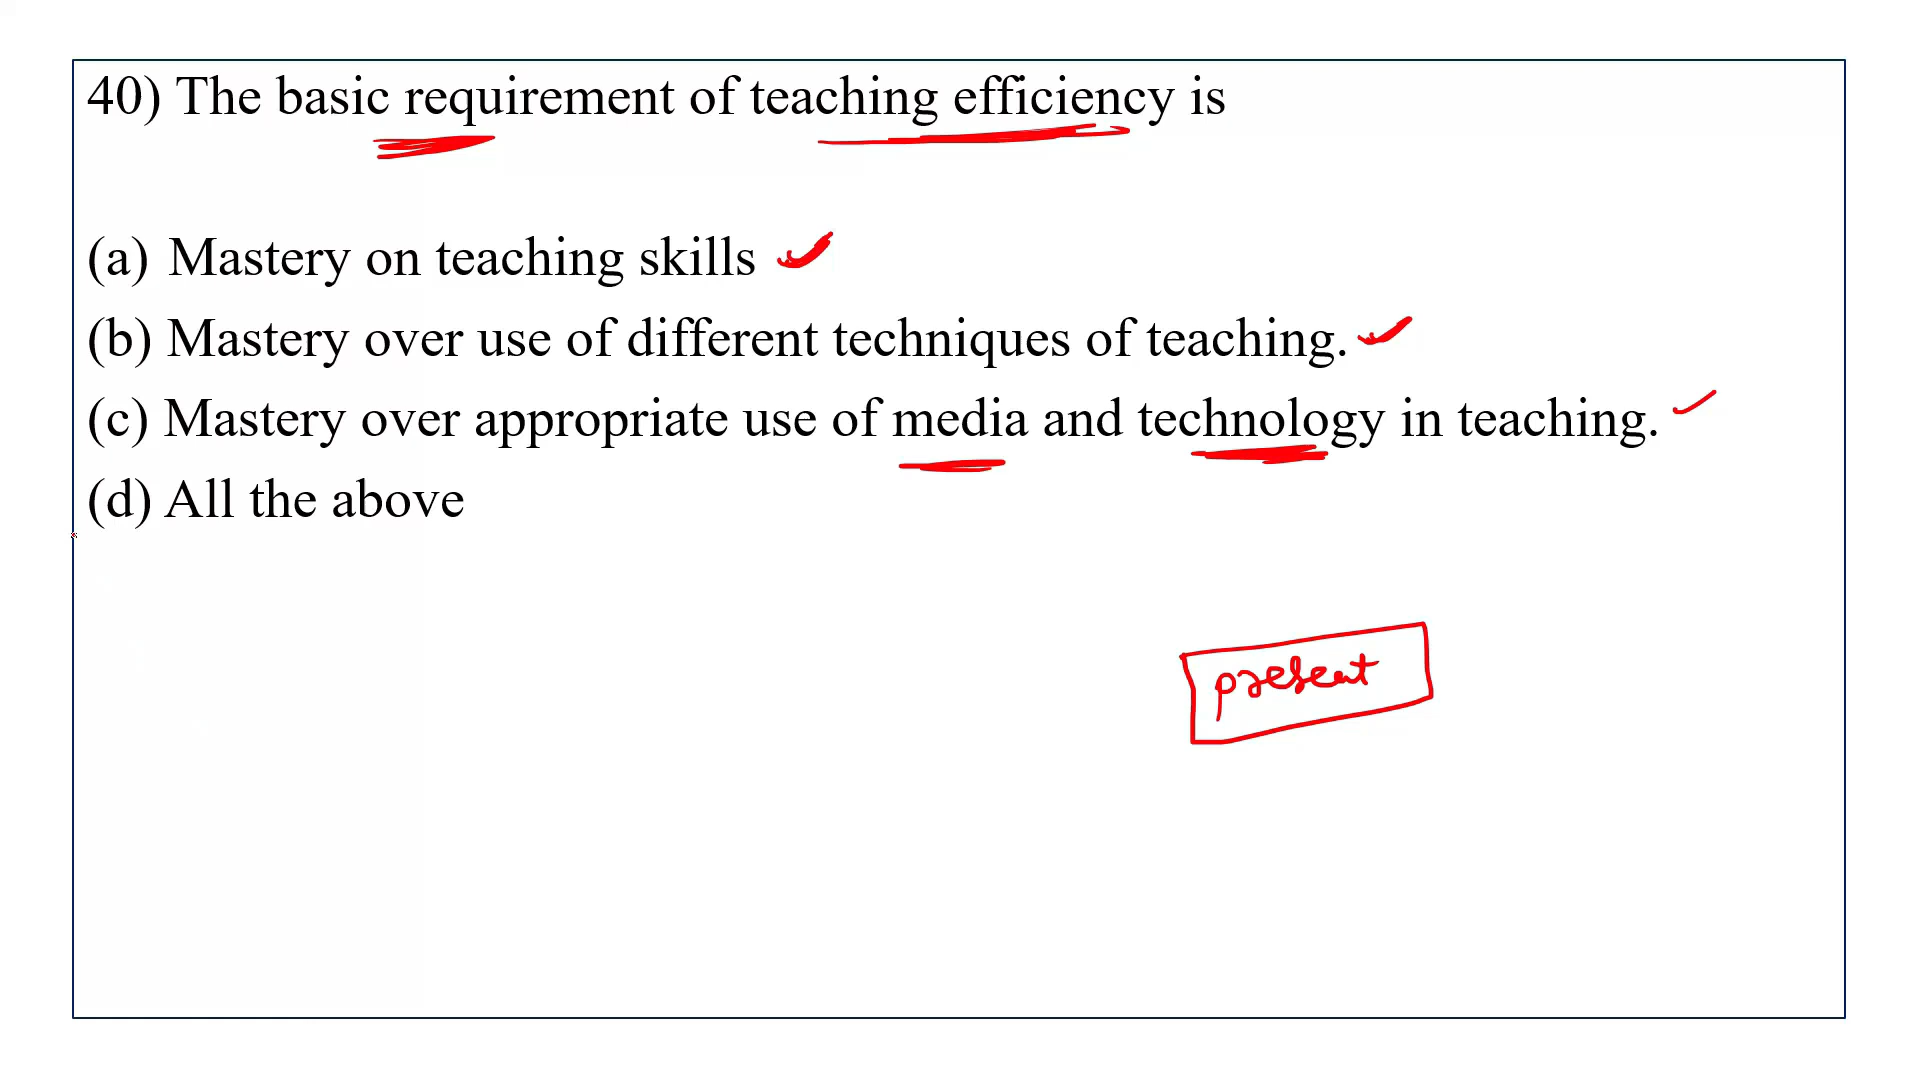 40) The basic requirement of teaching efficiency is
(a) Mastery on teaching skills
(b) Mastery over use of different techniques of teaching.
(c) Mastery over appropriate use of media and technology in teaching.
(d) All the above
present